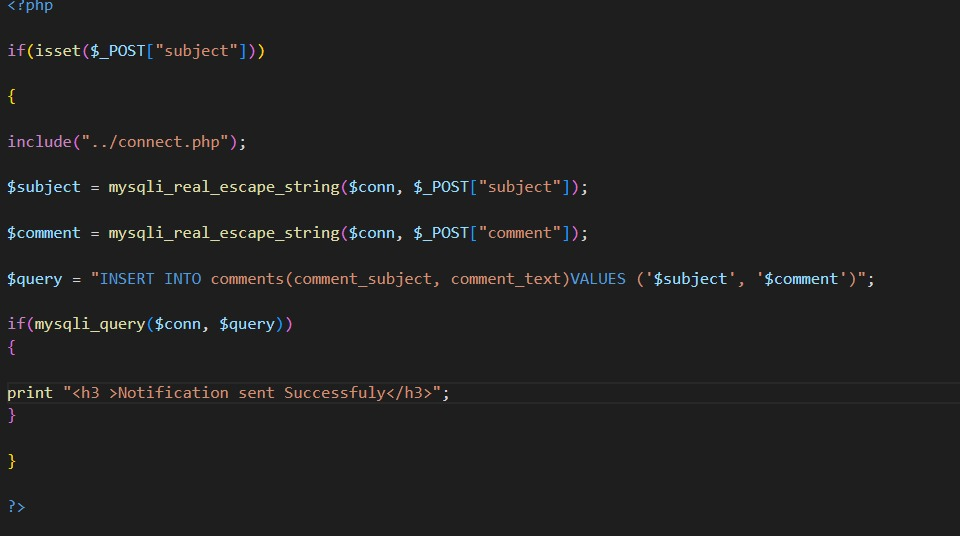 <?php
if(isset($_POST["subject"]))
{
include("../connect.php");
$subject = mysqli_real_escape_string($conn, $_POST["subject"]);
$comment = mysqli_real_escape_string($conn, $_POST["comment"]);
$query = "INSERT INTO comments(comment_subject, comment_text)VALUES ('$subject', '$comment')";
if(mysqli_query($conn, $query))
{
print "<h3 >Notification sent Successfuly</h3>";
}
}
?>